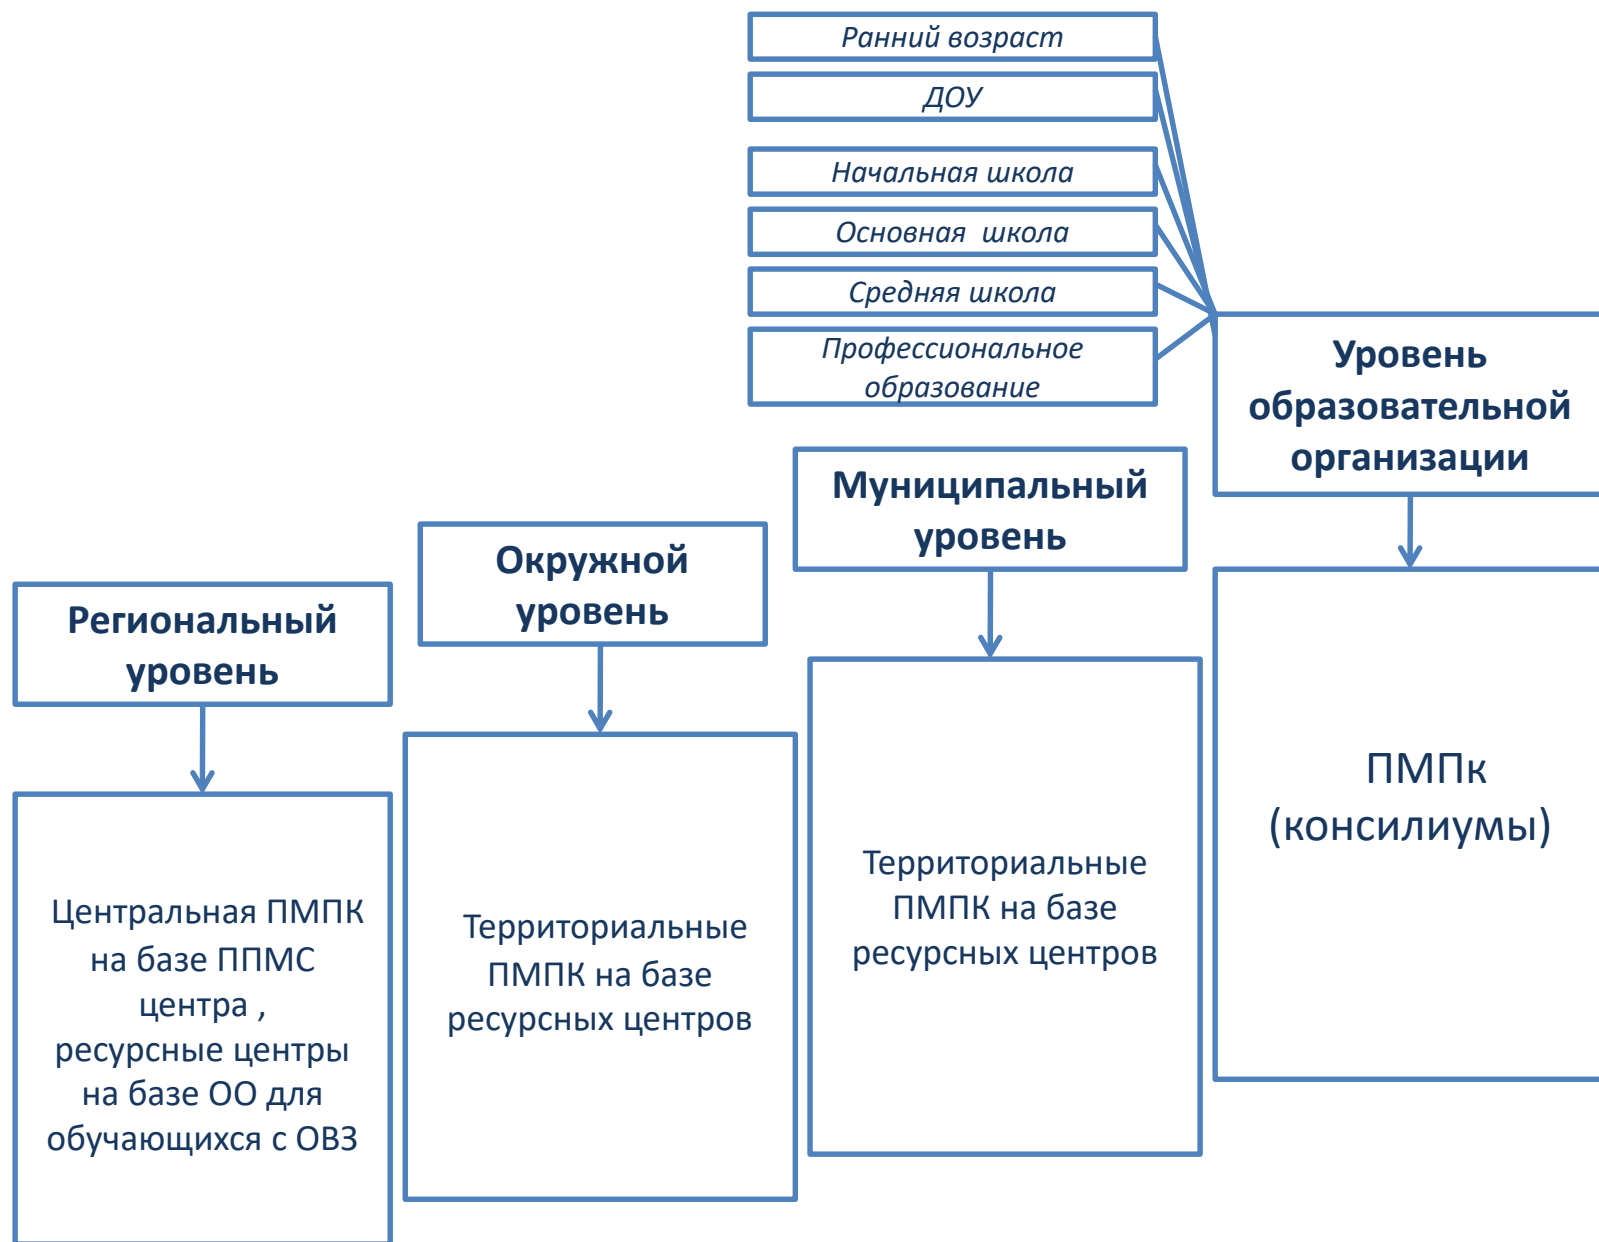 Ранний возраст
ДОУ
Начальная школа
Основная школа
Средняя школа
Профессиональное
образование
Уровень
образовательной
организации
Муниципальный
уровень
Окружной
уровень
Региональный
уровень
Центральная ПМПК
на базе ППМС
центра ,
ресурсные центры
на базе ОО для
обучающихся с ОВЗ
Территориальные
ПМПК на базе
ресурсных центров
Территориальные
ПМПК на базе
ресурсных центров
ПМПк
(консилиумы)